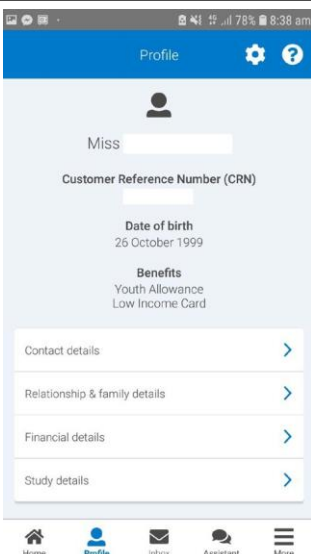 78% 8:38 am
Profile
Miss
Customer Reference Number (CRN)
Date of birth
26 October 1999
Benefits
Youth Allowance
Low Income Card
Contact details
Relationship & family details
Financial details
Study details
Home Profile Inbox Assistant More